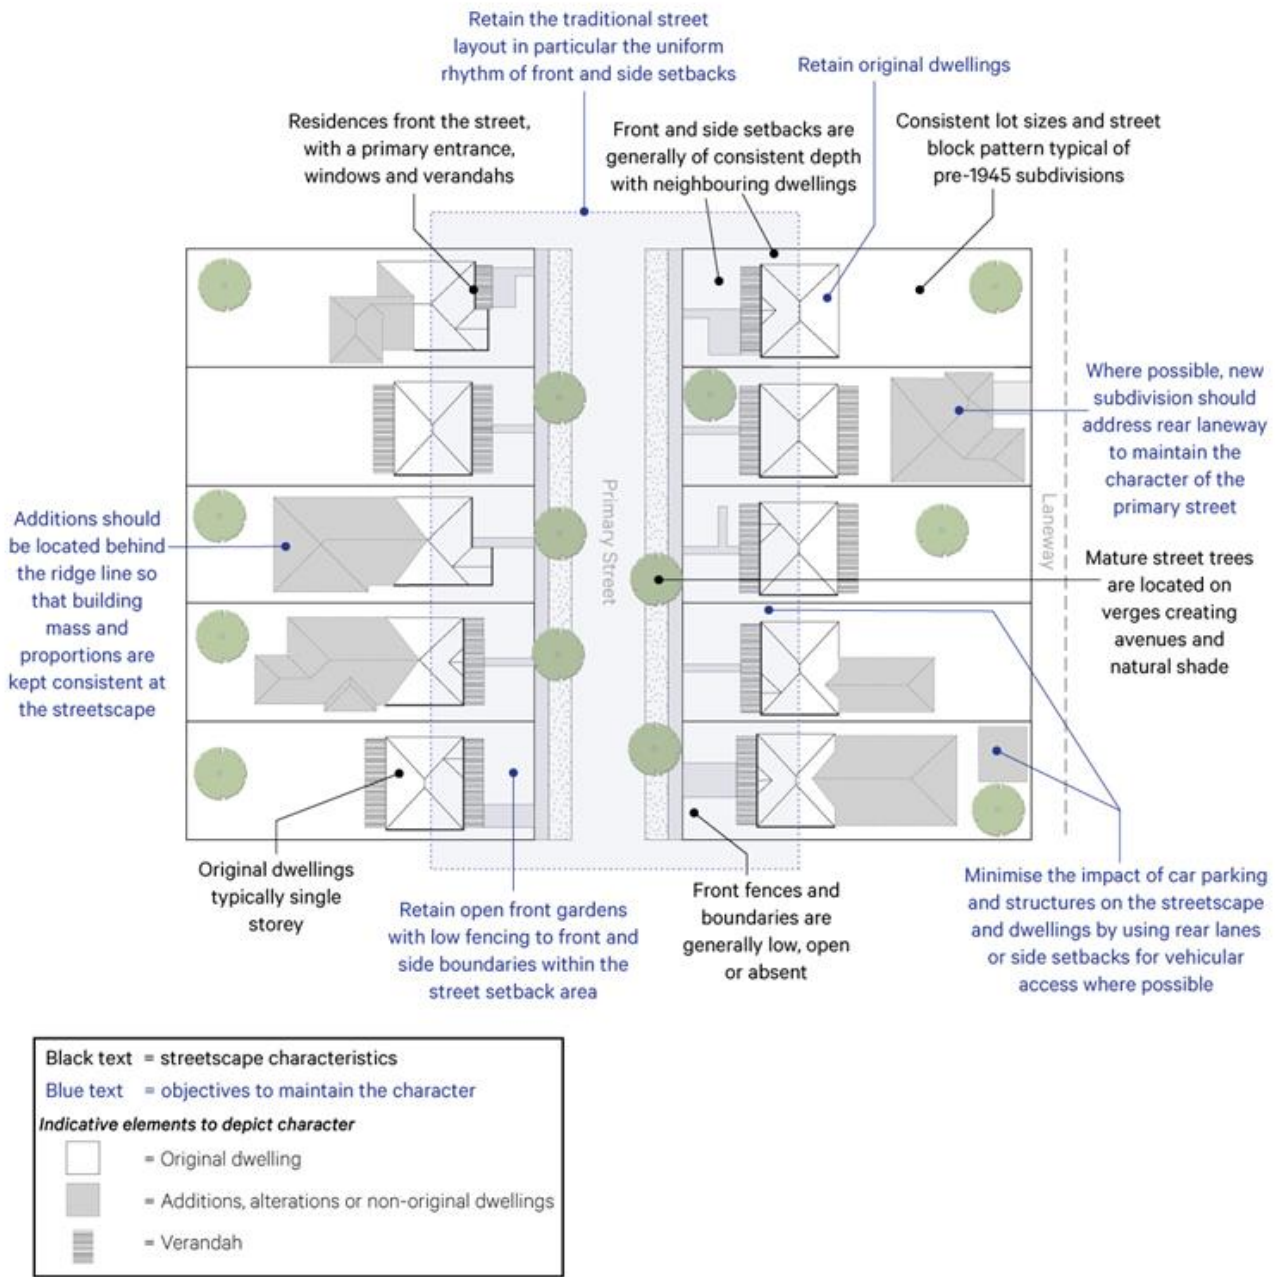 Retain the traditional street
layout in particular the uniform
rhythm of front and side setbacks
Retain original dwellings
Residences front the street,
with a primary entrance,
windows and verandahs
Front and side setbacks are
generally of consistent depth
with neighbouring dwellings
Consistent lot sizes and street
block pattern typical of
pre-1945 subdivisions
Where possible, new
subdivision should
address rear laneway
to maintain the
character of the
primary street
Additions should
be located behind
the ridge line so
that building
mass and
proportions are
kept consistent at
the streetscape
Primary Street
Laneway
Mature street trees
are located on
verges creating
avenues and
natural shade
Original dwellings
typically single
storey
Retain open front gardens
with low fencing to front and
side boundaries within the
street setback area
Front fences and
boundaries are
generally low, open
or absent
Minimise the impact of car parking
and structures on the streetscape
and dwellings by using rear lanes
or side setbacks for vehicular
access where possible
Black text = streetscape characteristics
Blue text = objectives to maintain the character
Indicative elements to depict character
= Original dwelling
= Additions, alterations or non-original dwellings
= Verandah